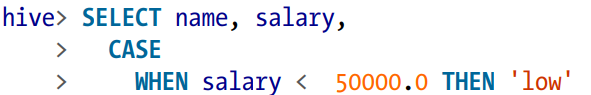 hive> SELECT name, salary,
    >   CASE
    >     WHEN salary <  50000.0 THEN 'low'